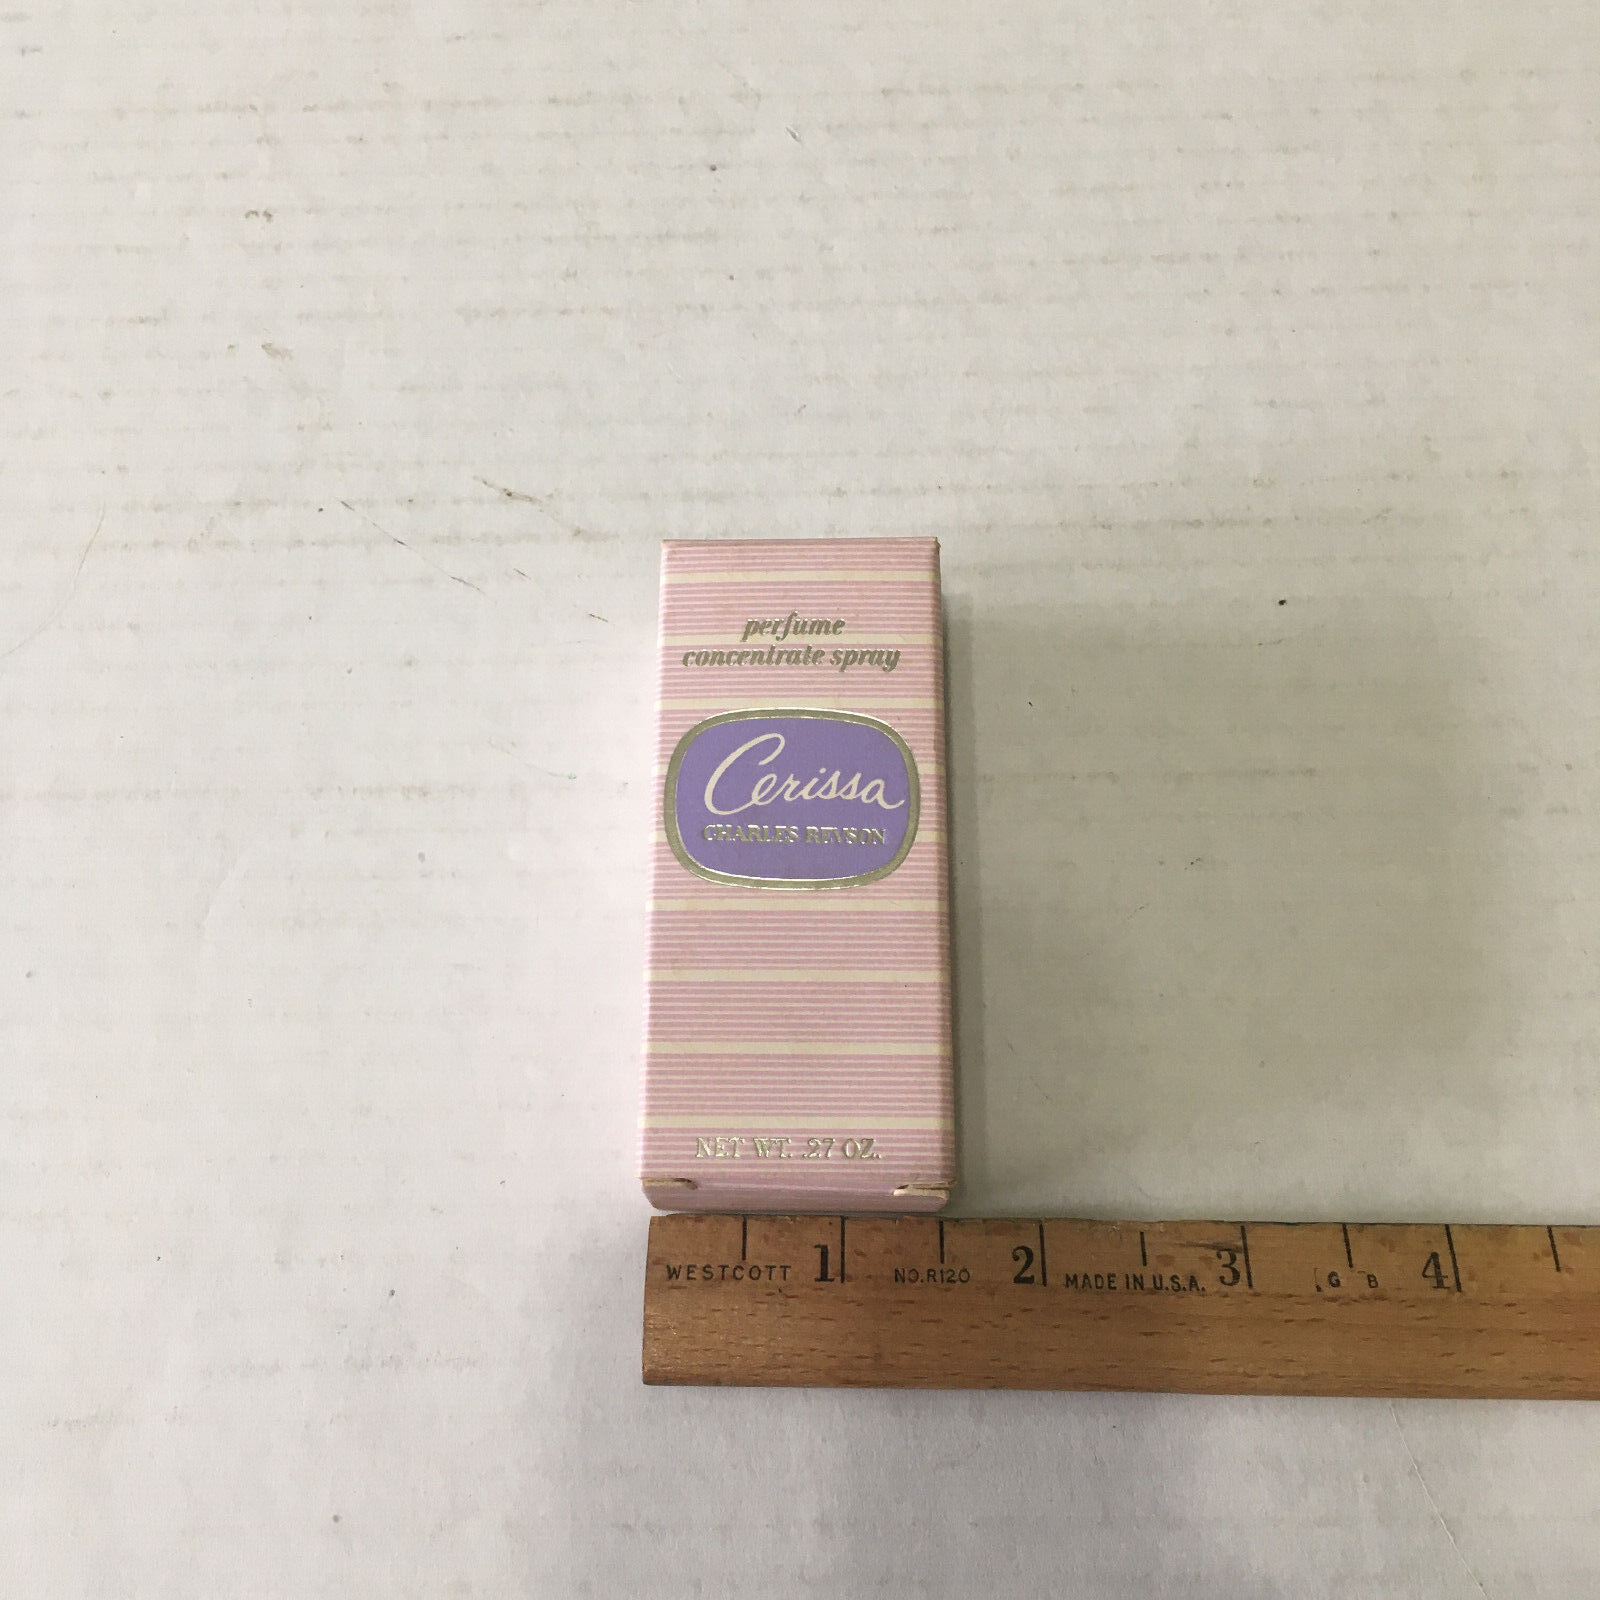 perfume
concentrate spray
Cerissa
CHARLES REVSON
NET WT. .27 OZ.
1 2 3 4
WESTCOTT NO.R120 MADE IN U.S.A. G B